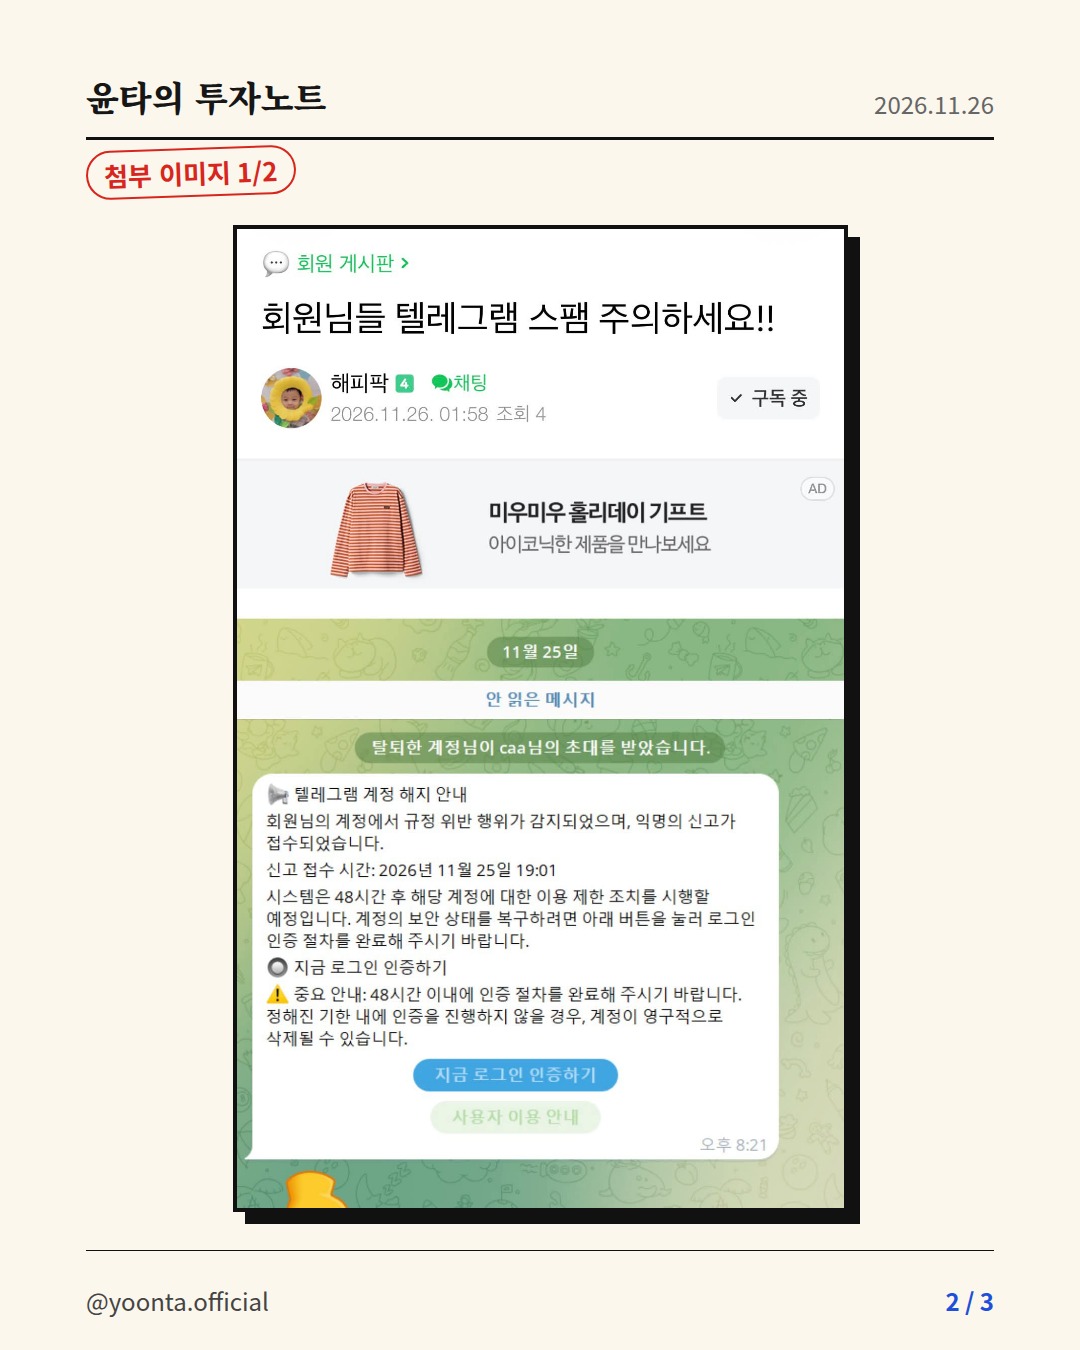 윤타의 투자노트
2026.11.26
첨부 이미지 1/2
회원 게시판 >
회원님들 텔레그램 스팸 주의하세요!!
해피팍 4 채팅
2026.11.26. 01:58 조회 4
구독 중
AD
미우미우 홀리데이 기프트
아이코닉한 제품을 만나보세요
11월 25일
안 읽은 메시지
탈퇴한 계정님이 caa님의 초대를 받았습니다.
텔레그램 계정 해지 안내
회원님의 계정에서 규정 위반 행위가 감지되었으며, 익명의 신고가
접수되었습니다.
신고 접수 시간: 2026년 11월 25일 19:01
시스템은 48시간 후 해당 계정에 대한 이용 제한 조치를 시행할
예정입니다. 계정의 보안 상태를 복구하려면 아래 버튼을 눌러 로그인
인증 절차를 완료해 주시기 바랍니다.
지금 로그인 인증하기
중요 안내: 48시간 이내에 인증 절차를 완료해 주시기 바랍니다.
정해진 기한 내에 인증을 진행하지 않을 경우, 계정이 영구적으로
삭제될 수 있습니다.
지금 로그인 인증하기
사용자 이용 안내
오후 8:21
@yoonta.official
2 / 3